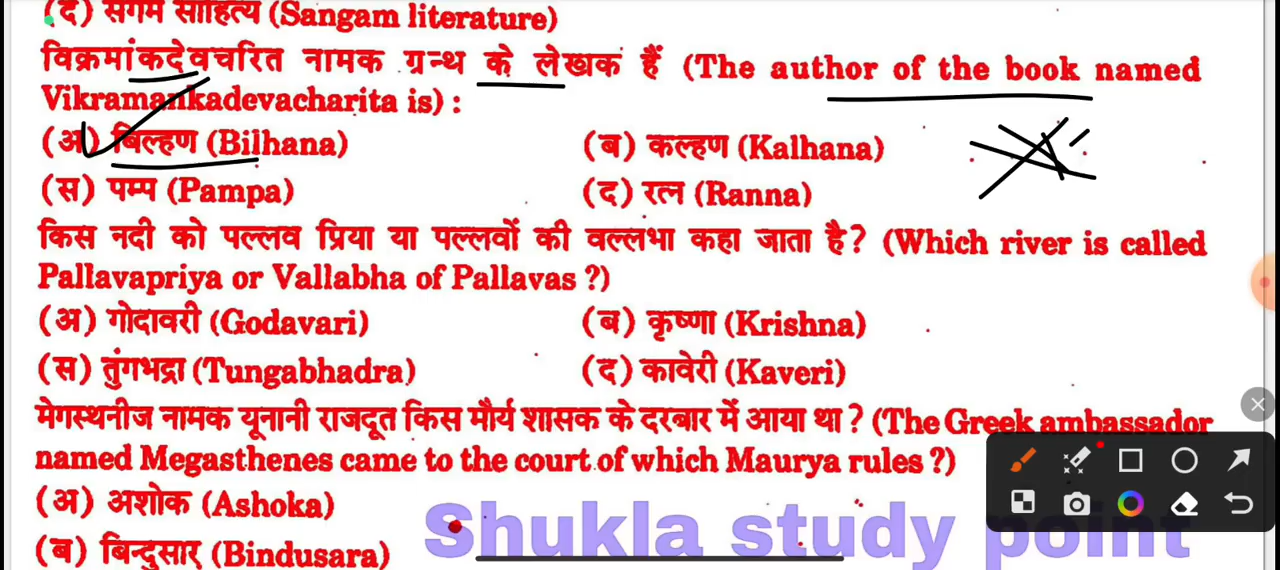 (द) संगम साहित्य (Sangam literature)
विक्रमांकदेवचरित नामक ग्रन्थ के लेखक हैं (The author of the book named
Vikramankadevacharita is) :
(अ) बिल्हण (Bilhana) (ब) कल्हण (Kalhana)
(स) पम्प (Pampa) (द) रत्न (Ranna)
किस नदी को पल्लव प्रिया या पल्लवों की वल्लभा कहा जाता है? (Which river is called
Pallavapriya or Vallabha of Pallavas ?)
(अ) गोदावरी (Godavari) (ब) कृष्णा (Krishna)
(स) तुंगभद्रा (Tungabhadra) (द) कावेरी (Kaveri)
मेगस्थनीज नामक यूनानी राजदूत किस मौर्य शासक के दरबार में आया था? (The Greek ambassador
named Megasthenes came to the court of which Maurya rules ?)
(अ) अशोक (Ashoka)
(ब) बिन्दुसार (Bindusara)
Shukla study point